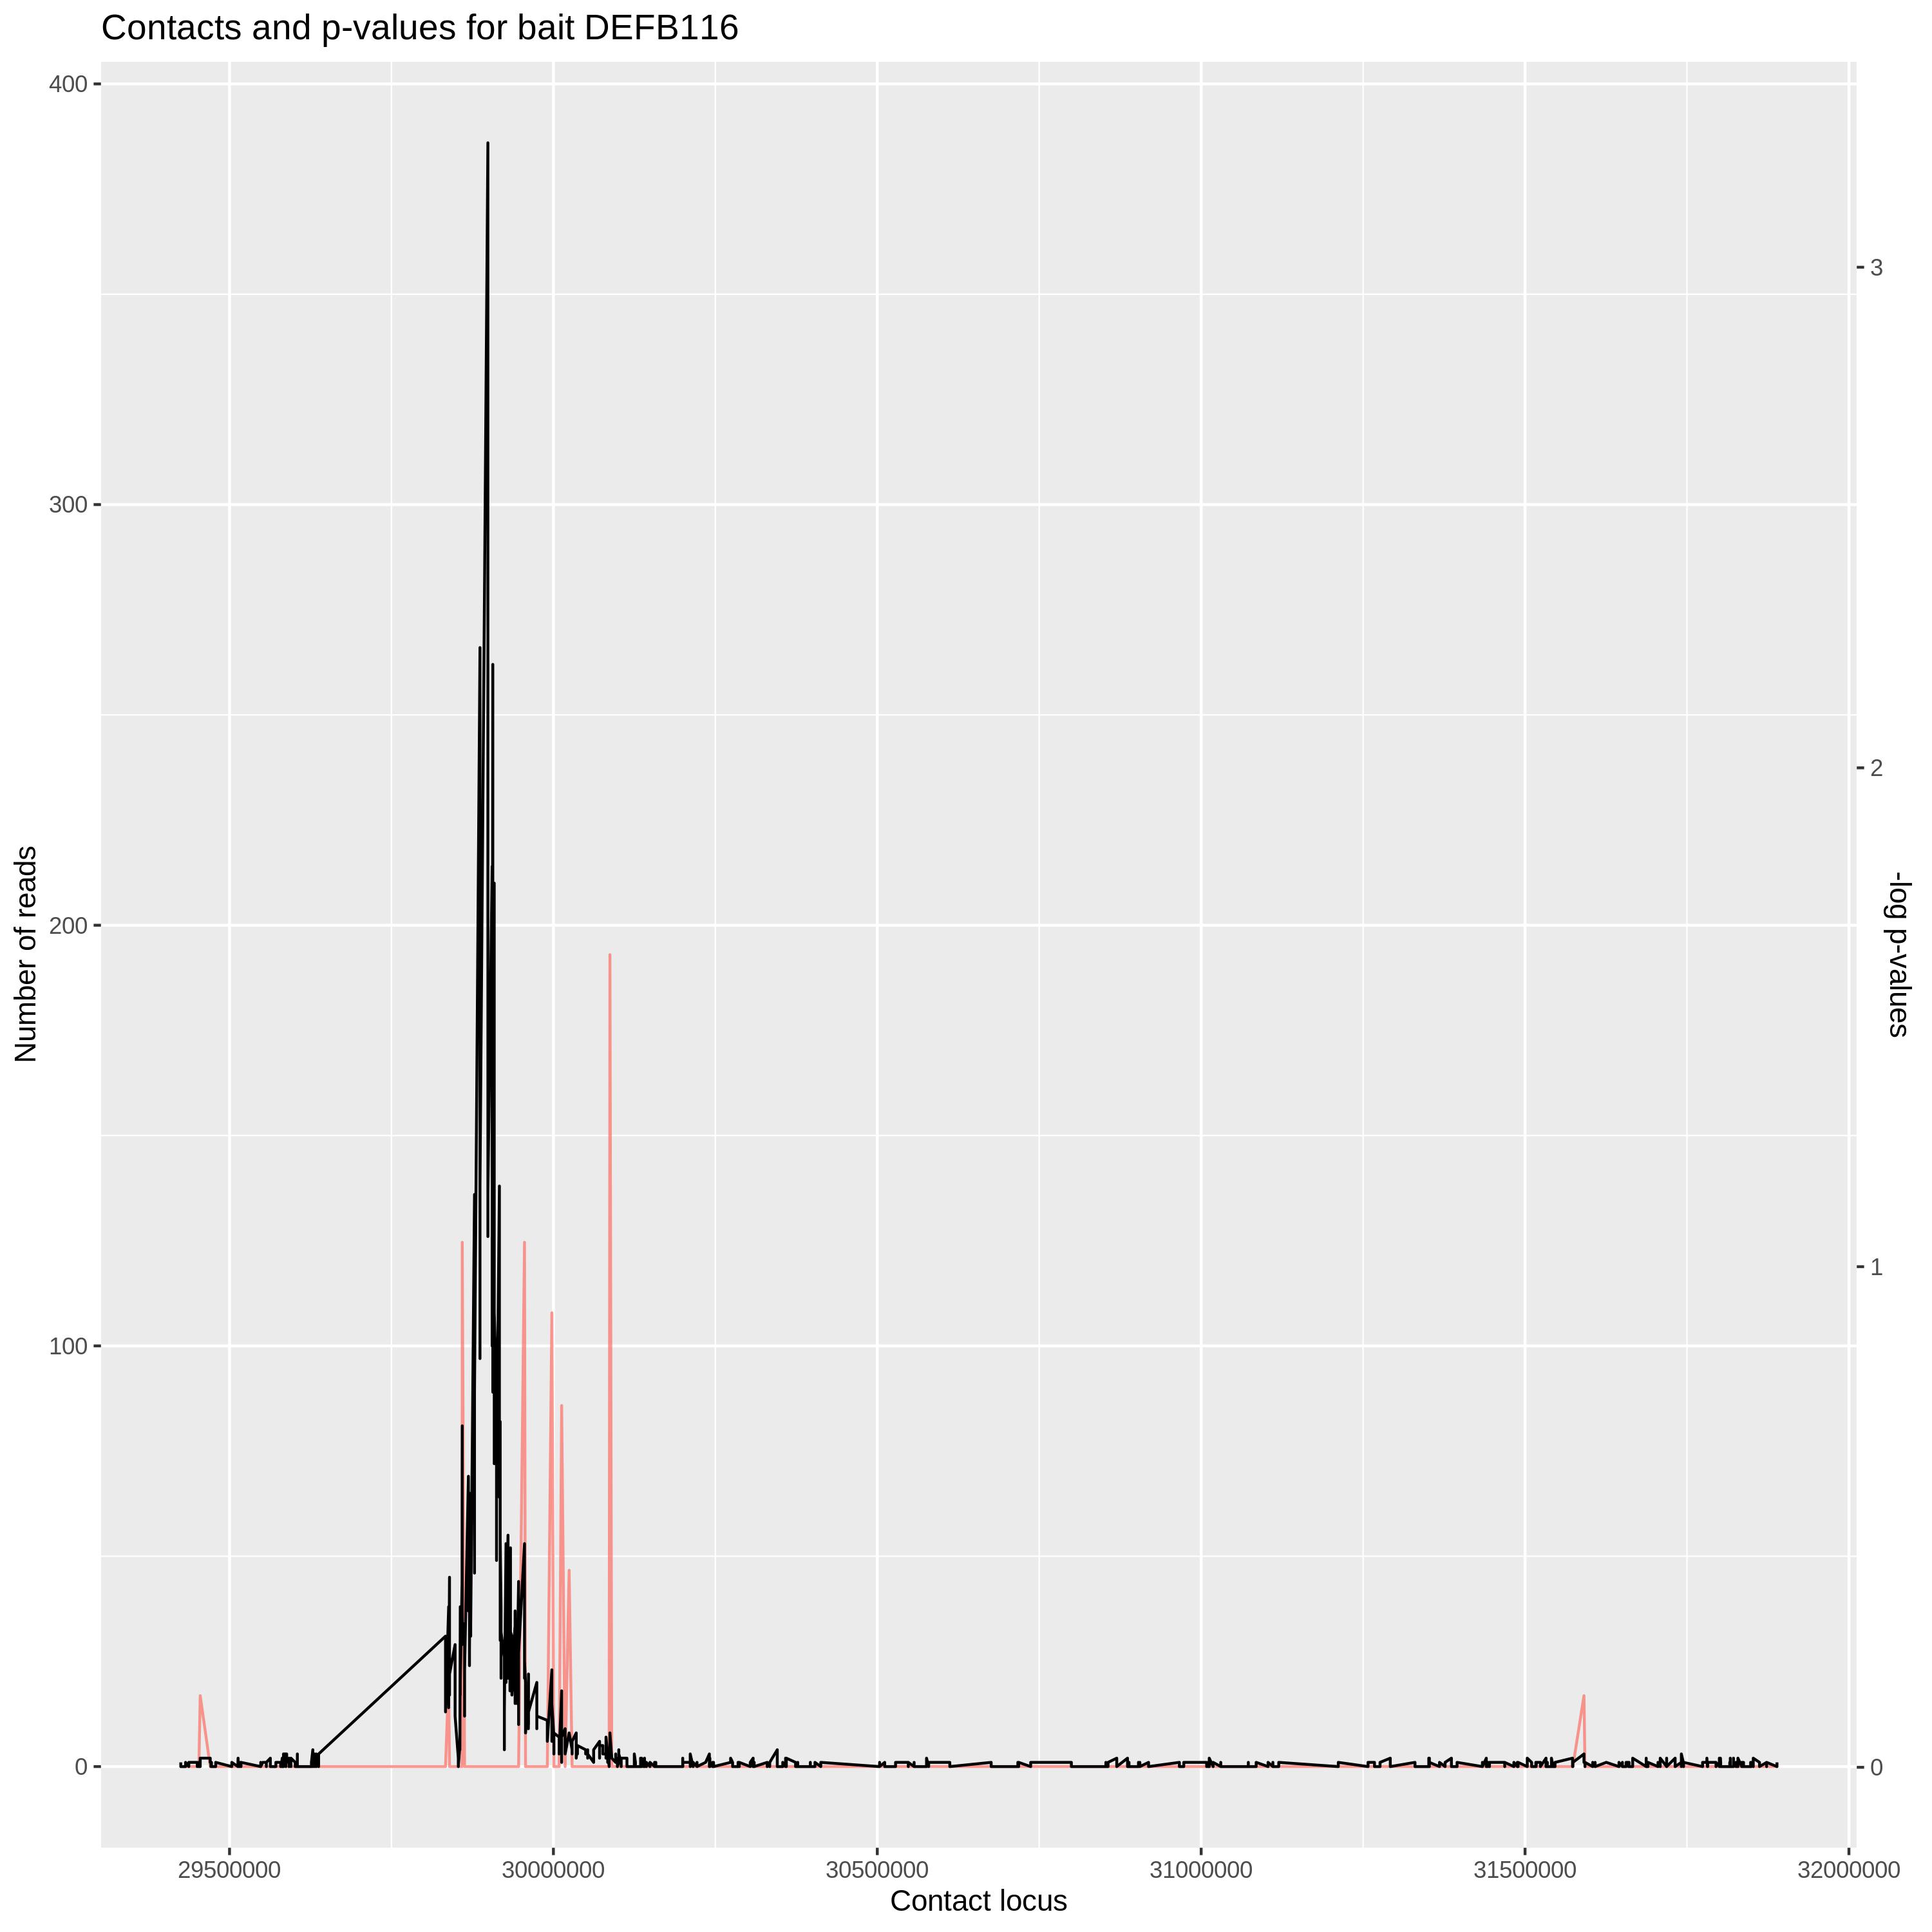 Contacts and p-values for bait DEFB116
400
300
200
100
0
Number of reads
3
2
1
0
-log p-values
29500000 30000000 30500000 31000000 31500000 32000000
Contact locus